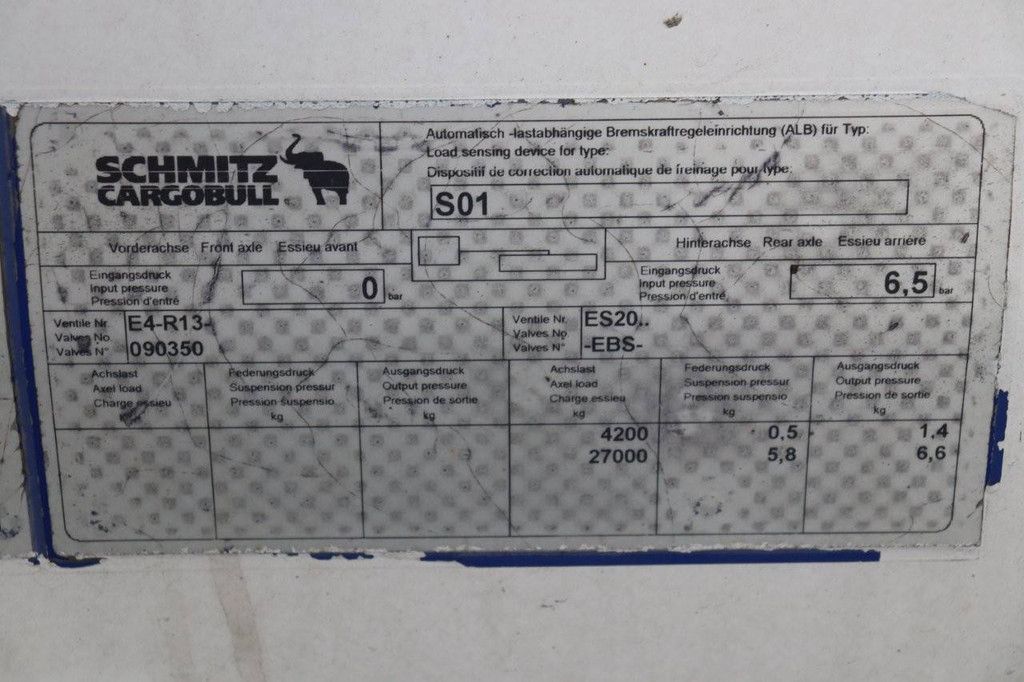 SCHMITZ
CARGOBULL
Automatisch -lastabhängige Bremskraftregeleinrichtung (ALB) für Typ:
Load sensing device for type:
Dispositif de correction automatique de freinage pour type:
S01
Vorderachse Front axle Essieu avant
Hinterachse Rear axle Essieu arriére
Eingangsdruck
Input pressure
Pression d'entré
0 bar
Eingangsdruck
Input pressure
Pression d'entré
6,5 bar
Ventile Nr.
Valves No.
Valves N°
E4-R13-
090350
Ventile Nr.
Valves No.
Valves N°
ES20..
-EBS-
Achslast
Axel load
Charge essieu
Federungsdruck
Suspension pressur
Pression suspensio
kg
Ausgangsdruck
Output pressure
Pression de sortie
kg
Achslast
Axel load
Charge essieu
kg
Federungsdruck
Suspension pressur
Pression suspensio
kg
Ausgangsdruck
Output pressure
Pression de sortie
kg
4200 0,5 1,4
27000 5,8 6,6